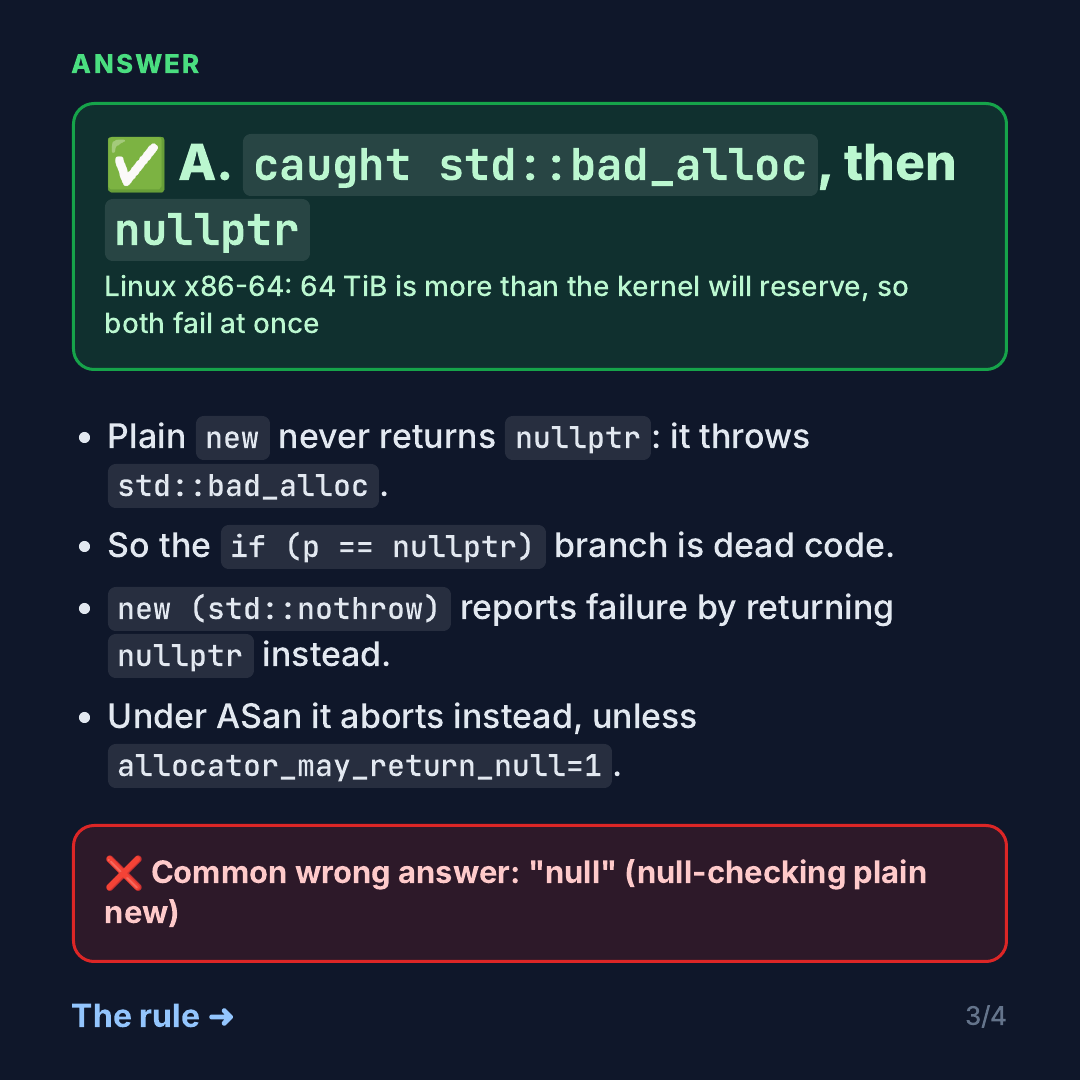 ANSWER
✅ A. caught std::bad_alloc, then
nullptr
Linux x86-64: 64 TiB is more than the kernel will reserve, so
both fail at once
• Plain new never returns nullptr: it throws
std::bad_alloc.
• So the if (p == nullptr) branch is dead code.
• new (std::nothrow) reports failure by returning
nullptr instead.
• Under ASan it aborts instead, unless
allocator_may_return_null=1.
❌ Common wrong answer: "null" (null-checking plain
new)
The rule ➜
3/4